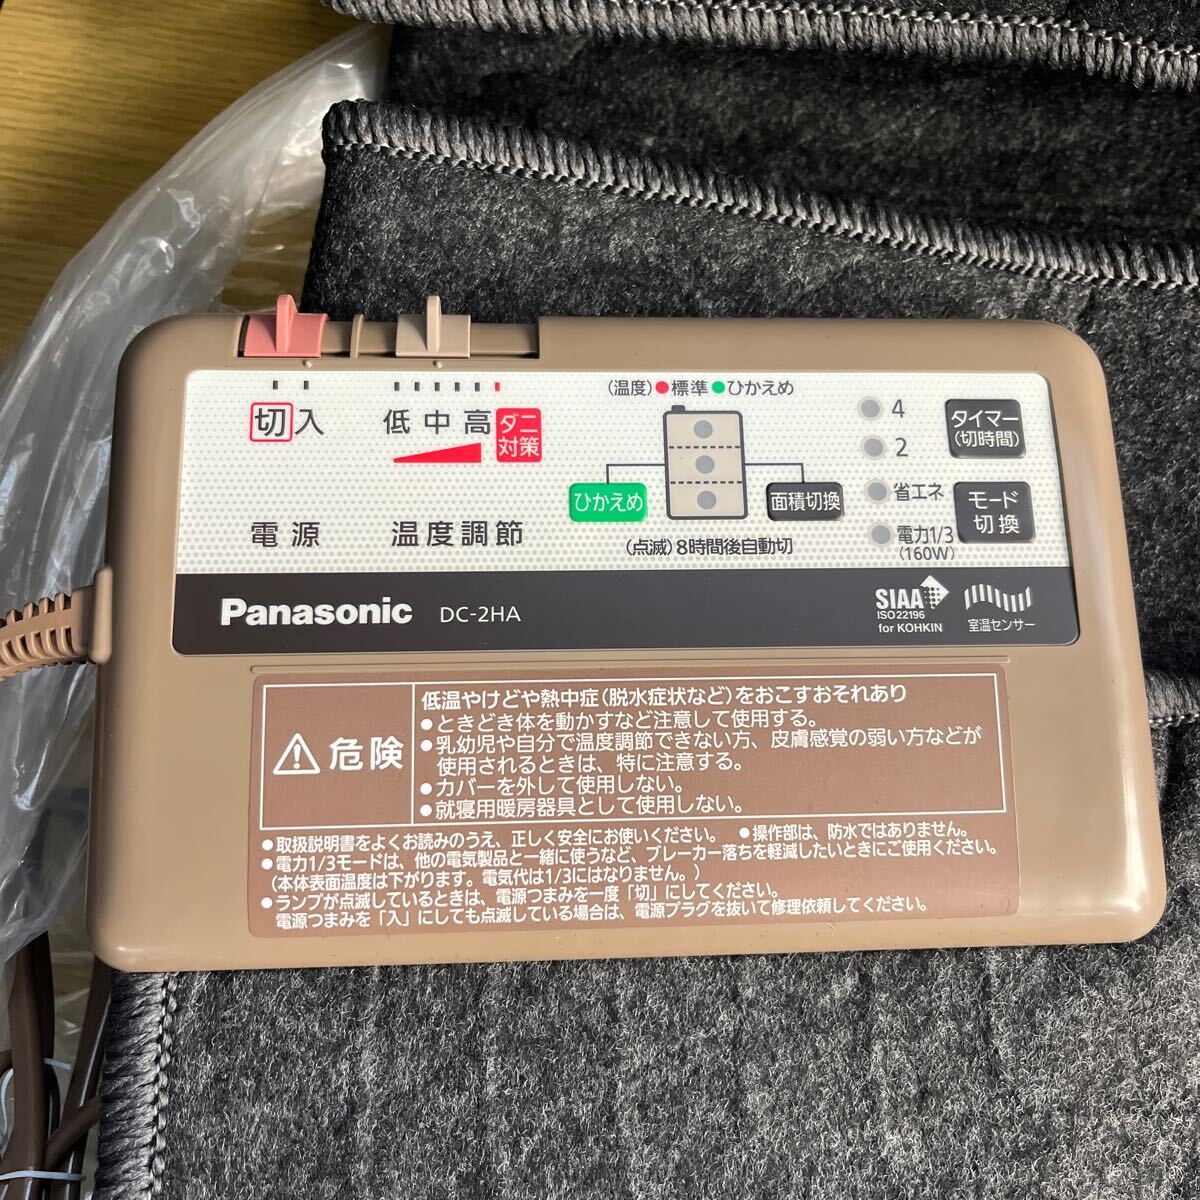 切 入
低 中 高
ダニ
対策
電源
温度調節
(温度)●標準●ひかえめ
ひかえめ
面積切換
(点滅)8時間後自動切
4
2
省エネ
電力1/3
(160W)
タイマー
(切時間)
モード
切換
Panasonic DC-2HA
SIAA
ISO22196
for KOHKIN
室温センサー
危険
低温やけどや熱中症(脱水症状など)をおこすおそれあり
●ときどき体を動かすなど注意して使用する。
●乳幼児や自分で温度調節できない方、皮膚感覚の弱い方などが
使用されるときは、特に注意する。
●カバーを外して使用しない。
●就寝用暖房器具として使用しない。
●取扱説明書をよくお読みのうえ、正しく安全にお使いください。 ●操作部は、防水ではありません。
●電力1/3モードは、他の電気製品と一緒に使うなど、ブレーカー落ちを軽減したいときにご使用ください。
(本体表面温度は下がります。電気代は1/3にはなりません。)
●ランプが点滅しているときは、電源つまみを一度「切」にしてください。
電源つまみを「入」にしても点滅している場合は、電源プラグを抜いて修理依頼してください。